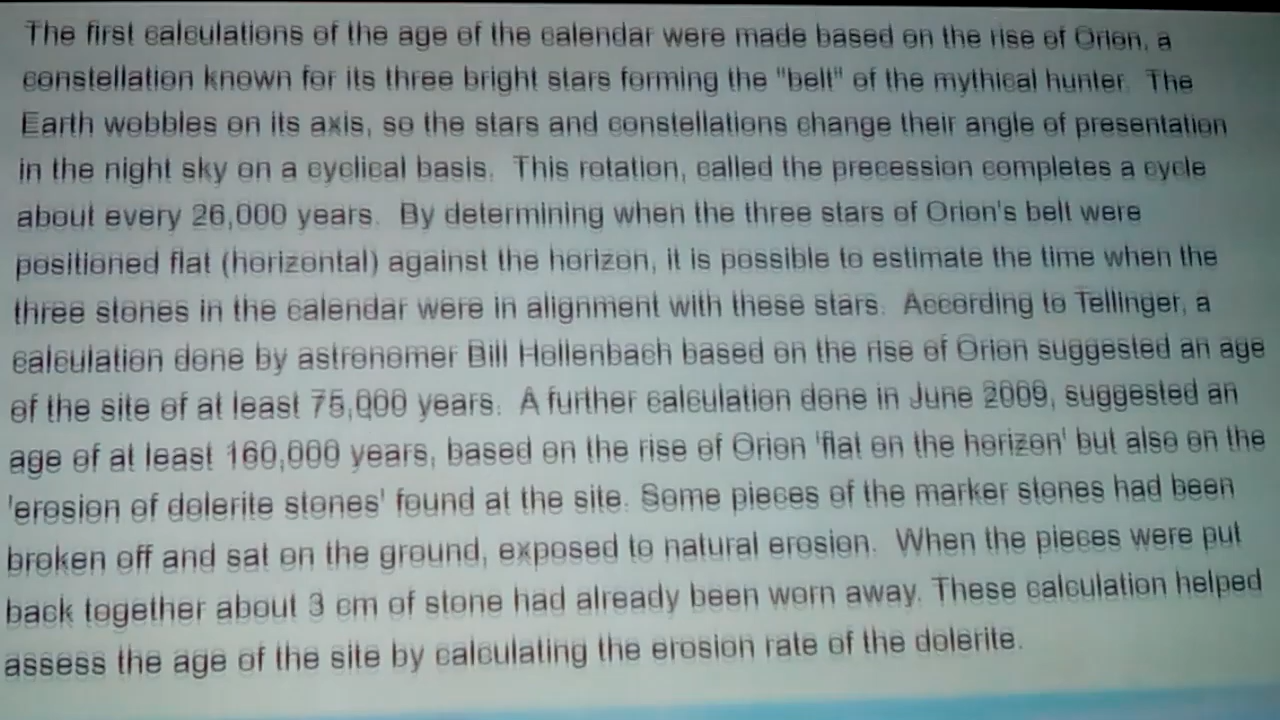 The first calculations of the age of the calendar were made based on the rise of Orion, a
constellation known for its three bright stars forming the "belt" of the mythical hunter. The
Earth wobbles on its axis, so the stars and constellations change their angle of presentation
in the night sky on a cyclical basis. This rotation, called the precession completes a cycle
about every 26,000 years. By determining when the three stars of Orion's belt were
positioned flat (horizontal) against the horizon, it is possible to estimate the time when the
three stones in the calendar were in alignment with these stars. According to Tellinger, a
calculation done by astronomer Bill Hollenbach based on the rise of Orion suggested an age
of the site of at least 75,000 years. A further calculation done in June 2009, suggested an
age of at least 160,000 years, based on the rise of Orion 'flat on the horizon' but also on the
'erosion of dolerite stones' found at the site. Some pieces of the marker stones had been
broken off and sat on the ground, exposed to natural erosion. When the pieces were put
back together about 3 cm of stone had already been worn away. These calculation helped
assess the age of the site by calculating the erosion rate of the dolerite.